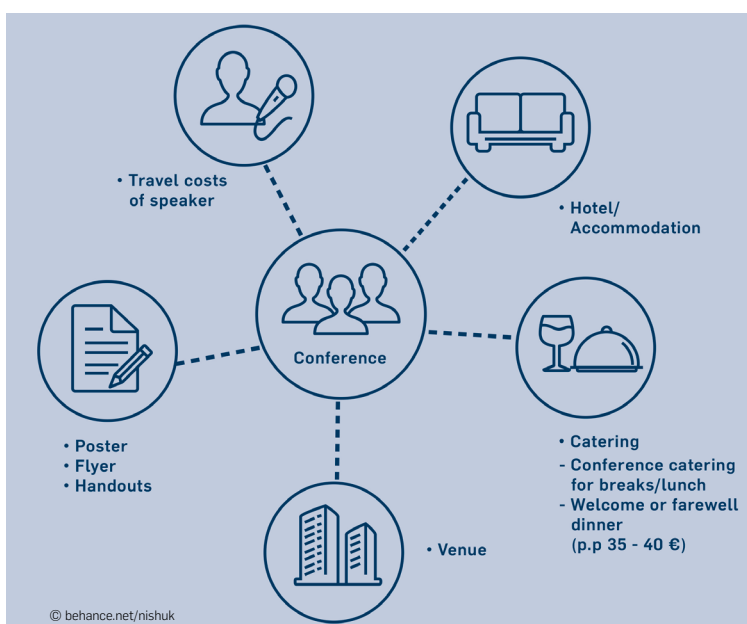 • Travel costs
of speaker
• Hotel/
Accommodation
Conference
• Poster
• Flyer
• Handouts
• Catering
- Conference catering
for breaks/lunch
- Welcome or farewell
dinner
(p.p 35 - 40 €)
• Venue
© behance.net/nishuk